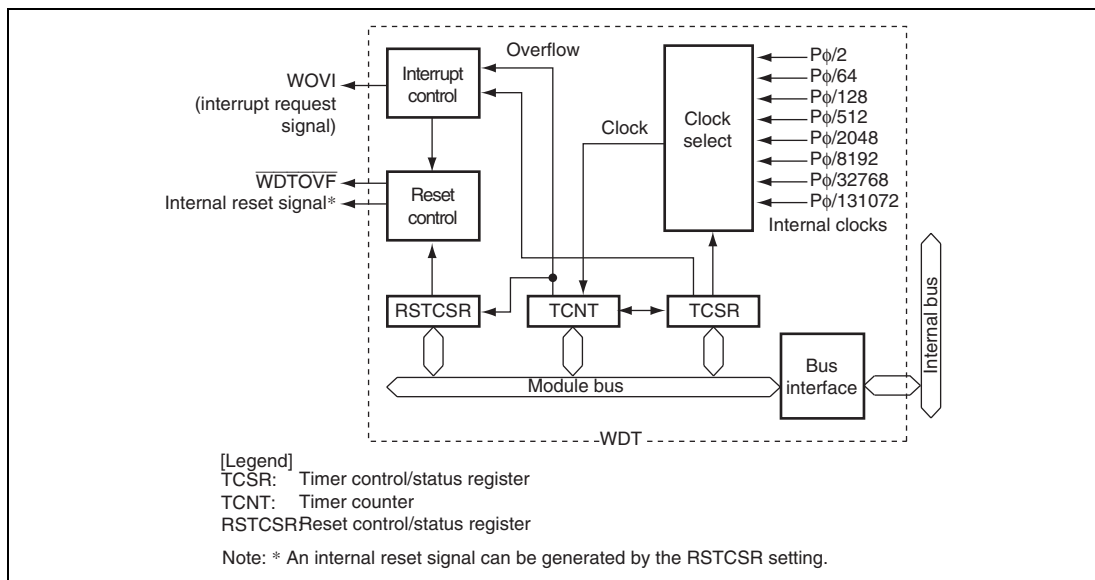 Overflow
Interrupt
control
WOVI
(interrupt request
signal)
Clock
select
Clock
Pϕ/2
Pϕ/64
Pϕ/128
Pϕ/512
Pϕ/2048
Pϕ/8192
Pϕ/32768
Pϕ/131072
Internal clocks
WDTOVF
Internal reset signal*
Reset
control
RSTCSR
TCNT
TCSR
Module bus
Bus
interface
Internal bus
WDT
[Legend]
TCSR: Timer control/status register
TCNT: Timer counter
RSTCSR:Reset control/status register
Note: * An internal reset signal can be generated by the RSTCSR setting.